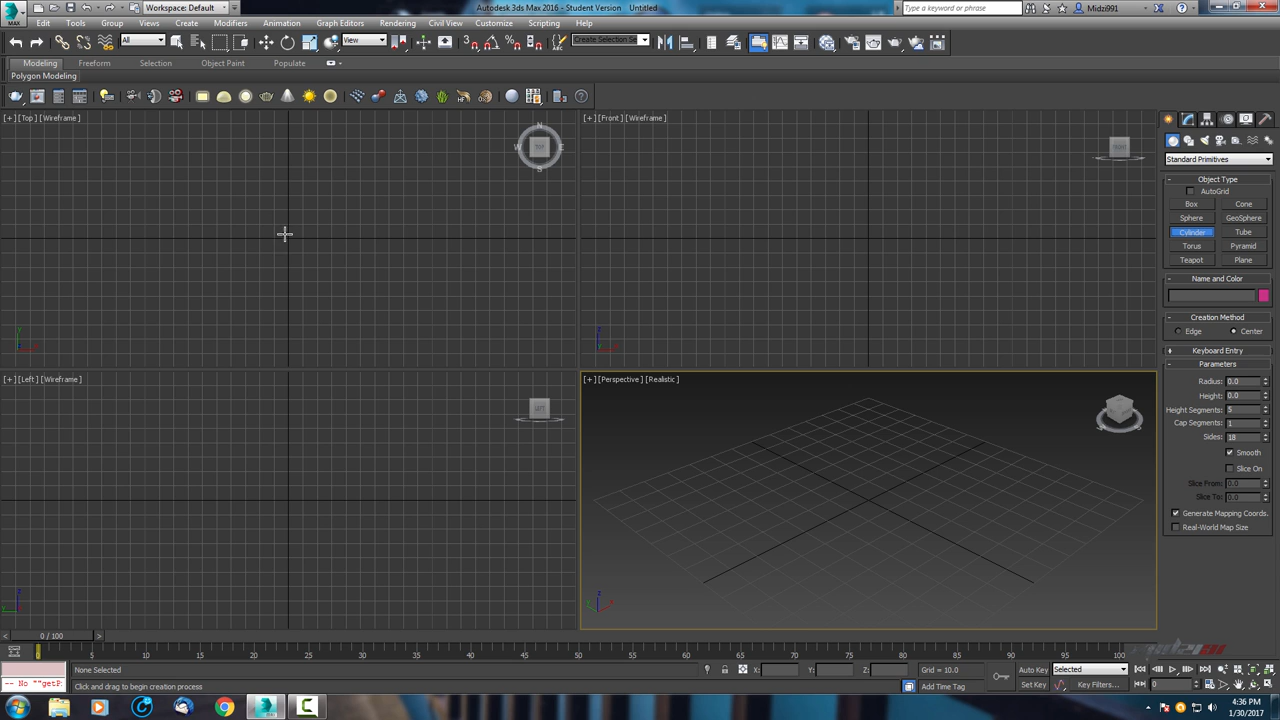 MAX
Workspace: Default
Autodesk 3ds Max 2016 - Student Version    Untitled
Type a keyword or phrase
Midzi991
Edit
Tools
Group
Views
Create
Modifiers
Animation
Graph Editors
Rendering
Civil View
Customize
Scripting
Help
All
View
Create Selection Se
Modeling
Freeform
Selection
Object Paint
Populate
Polygon Modeling
[+] [Top] [Wireframe]
N
W
TOP
E
S
[+] [Front] [Wireframe]
FRONT
Standard Primitives
Object Type
AutoGrid
Box
Cone
Sphere
GeoSphere
Cylinder
Tube
Torus
Pyramid
Teapot
Plane
Name and Color
Creation Method
Edge
Center
Keyboard Entry
Parameters
Radius: 0.0
Height: 0.0
Height Segments: 5
Cap Segments: 1
Sides: 18
Smooth
Slice On
Slice From: 0.0
Slice To: 0.0
Generate Mapping Coords.
Real-World Map Size
[+] [Left] [Wireframe]
LEFT
[+] [Perspective] [Realistic]
0 / 100
0 5 10 15 20 25 30 35 40 45 50 55 60 65 70 75 80 85 90 95 100
None Selected
X:
Y:
Z:
Grid = 10.0
Auto Key
Selected
-- No ""getP
Click and drag to begin creation process
Add Time Tag
Set Key
Key Filters...
0
4:36 PM
1/30/2017